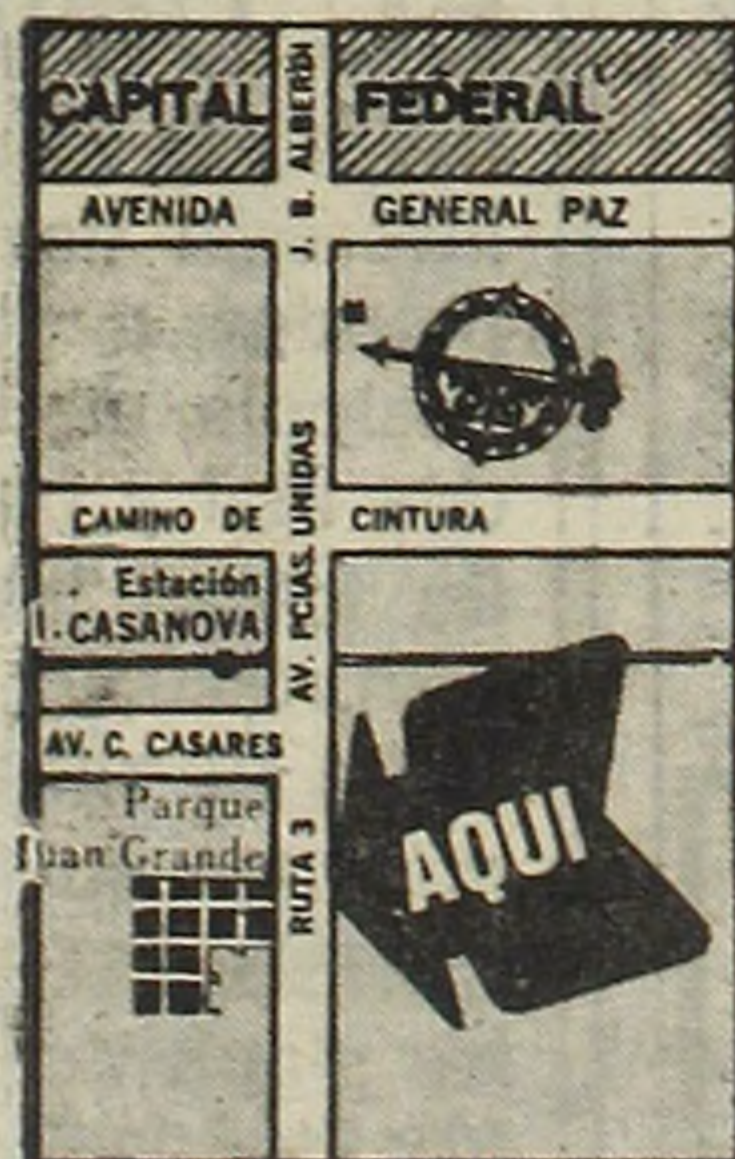 CAPITAL FEDERAL
AVENIDA GENERAL PAZ
J. B. ALBERDI
CAMINO DE CINTURA
AV. PCIAS. UNIDAS
Estación
I. CASANOVA
AV. C. CASARES
Parque
Juan Grande
RUTA 3
AQUI